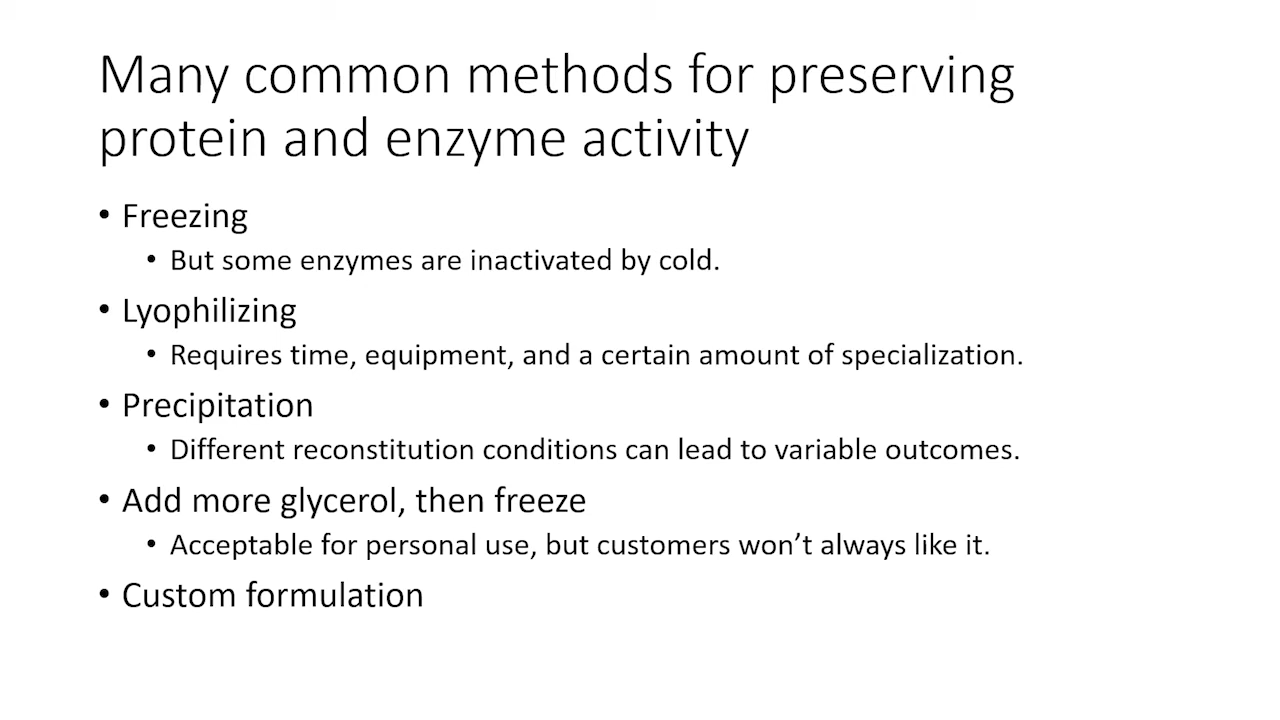 Many common methods for preserving
protein and enzyme activity
• Freezing
• But some enzymes are inactivated by cold.
• Lyophilizing
• Requires time, equipment, and a certain amount of specialization.
• Precipitation
• Different reconstitution conditions can lead to variable outcomes.
• Add more glycerol, then freeze
• Acceptable for personal use, but customers won’t always like it.
• Custom formulation